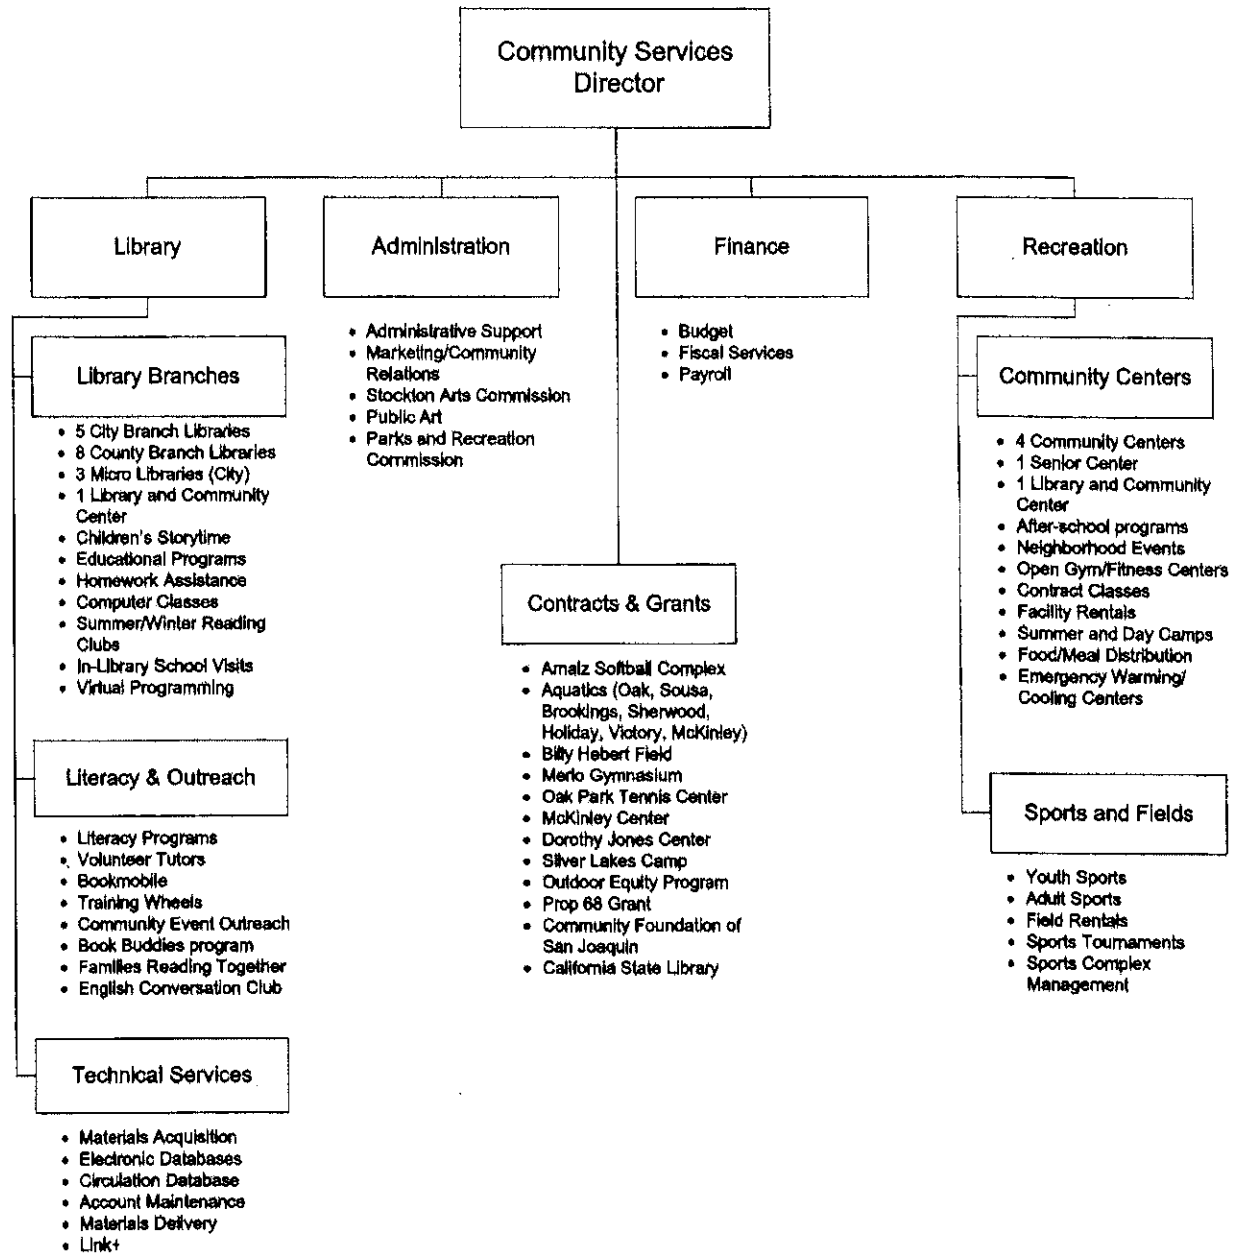 Community Services
Director
Library
Administration
Finance
Recreation
• Administrative Support
• Marketing/Community
Relations
• Stockton Arts Commission
• Public Art
• Parks and Recreation
Commission
• Budget
• Fiscal Services
• Payroll
Library Branches
• 5 City Branch Libraries
• 8 County Branch Libraries
• 3 Micro Libraries (City)
• 1 Library and Community
Center
• Children's Storytime
• Educational Programs
• Homework Assistance
• Computer Classes
• Summer/Winter Reading
Clubs
• In-Library School Visits
• Virtual Programming
Literacy & Outreach
• Literacy Programs
• Volunteer Tutors
• Bookmobile
• Training Wheels
• Community Event Outreach
• Book Buddies program
• Families Reading Together
• English Conversation Club
Technical Services
• Materials Acquisition
• Electronic Databases
• Circulation Database
• Account Maintenance
• Materials Delivery
• Link+
Contracts & Grants
• Arnaiz Softball Complex
• Aquatics (Oak, Sousa,
Brookings, Sherwood,
Holiday, Victory, McKinley)
• Billy Hebert Field
• Merlo Gymnasium
• Oak Park Tennis Center
• McKinley Center
• Dorothy Jones Center
• Silver Lakes Camp
• Outdoor Equity Program
• Prop 68 Grant
• Community Foundation of
San Joaquin
• California State Library
Community Centers
• 4 Community Centers
• 1 Senior Center
• 1 Library and Community
Center
• After-school programs
• Neighborhood Events
• Open Gym/Fitness Centers
• Contract Classes
• Facility Rentals
• Summer and Day Camps
• Food/Meal Distribution
• Emergency Warming/
Cooling Centers
Sports and Fields
• Youth Sports
• Adult Sports
• Field Rentals
• Sports Tournaments
• Sports Complex
Management